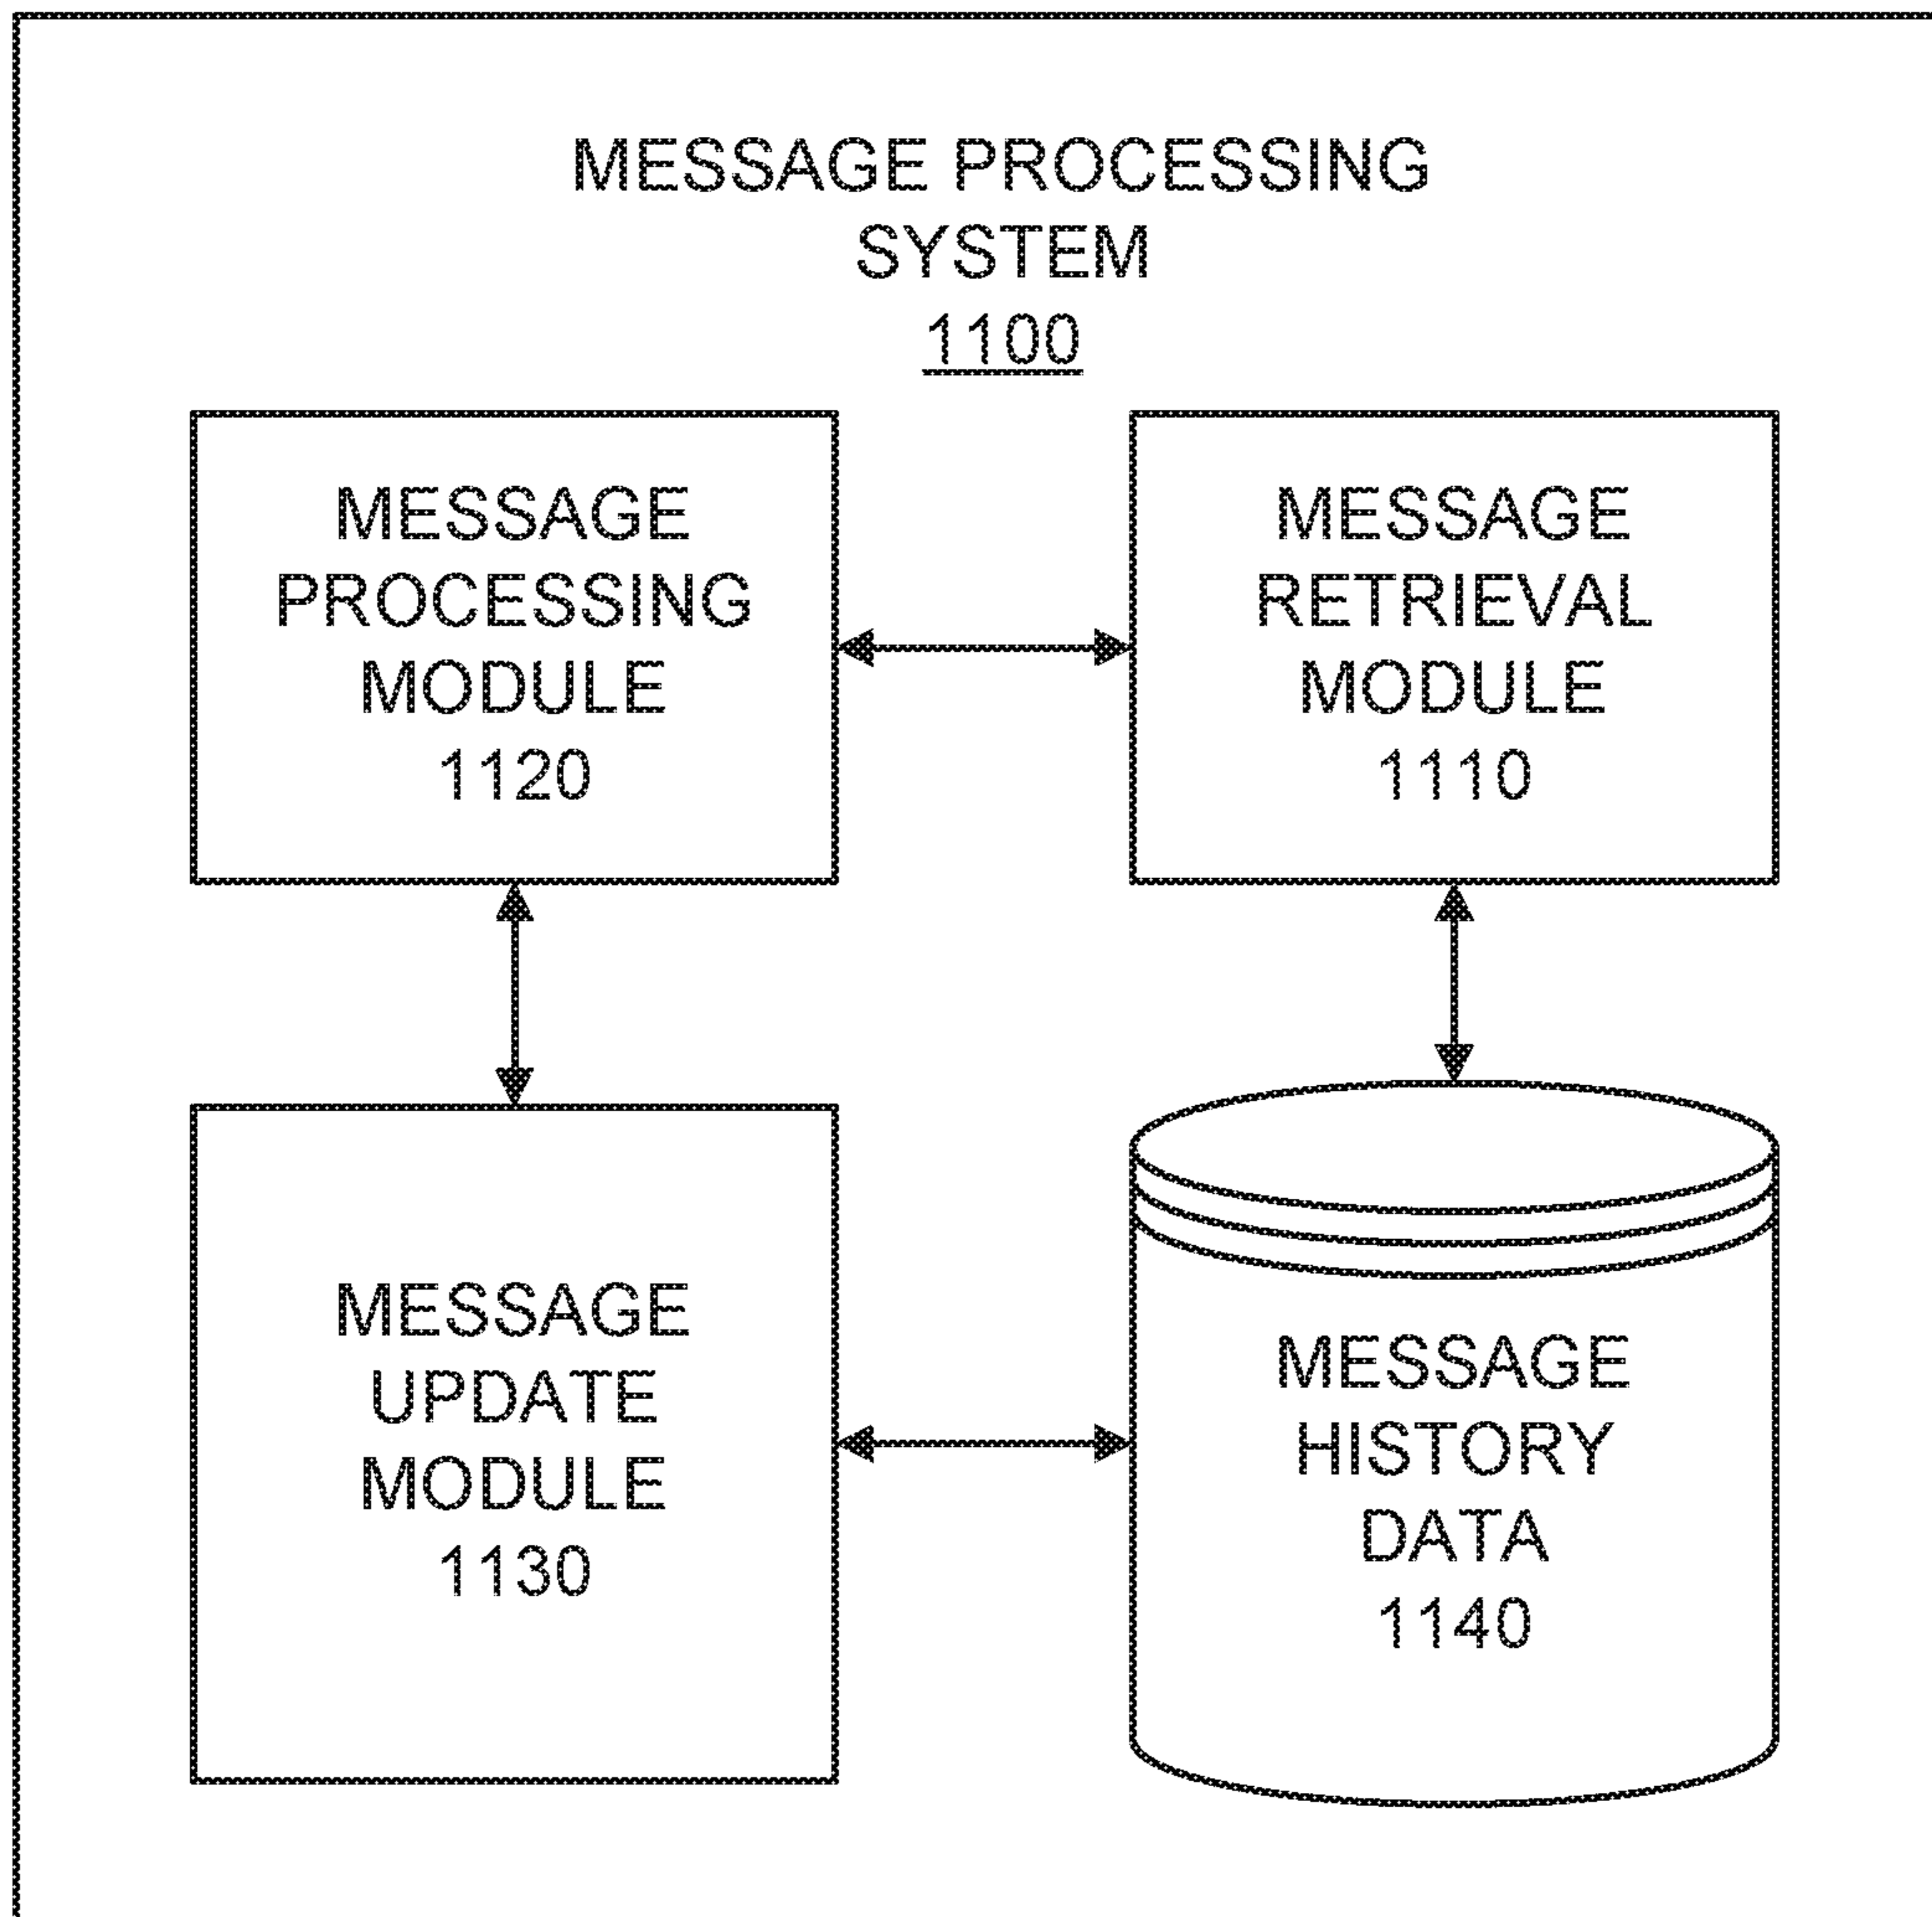 MESSAGE PROCESSING
SYSTEM
1100
MESSAGE
PROCESSING
MODULE
1120
MESSAGE
RETRIEVAL
MODULE
1110
MESSAGE
UPDATE
MODULE
1130
MESSAGE
HISTORY
DATA
1140